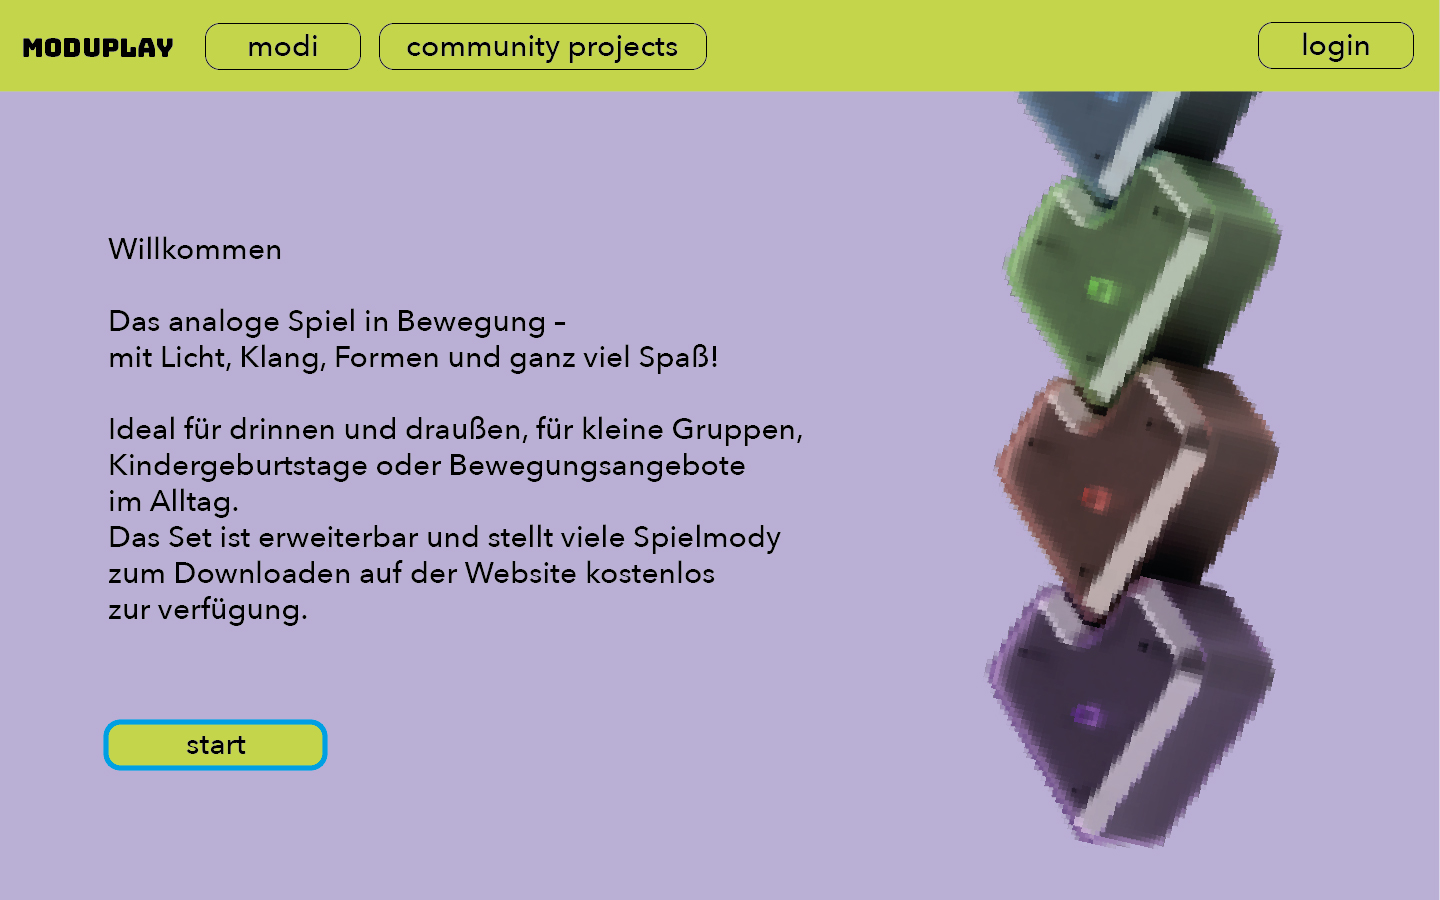 MODUPLAY
modi
community projects
login
Willkommen
Das analoge Spiel in Bewegung –
mit Licht, Klang, Formen und ganz viel Spaß!
Ideal für drinnen und draußen, für kleine Gruppen,
Kindergeburtstage oder Bewegungsangebote
im Alltag.
Das Set ist erweiterbar und stellt viele Spielmody
zum Downloaden auf der Website kostenlos
zur verfügung.
start